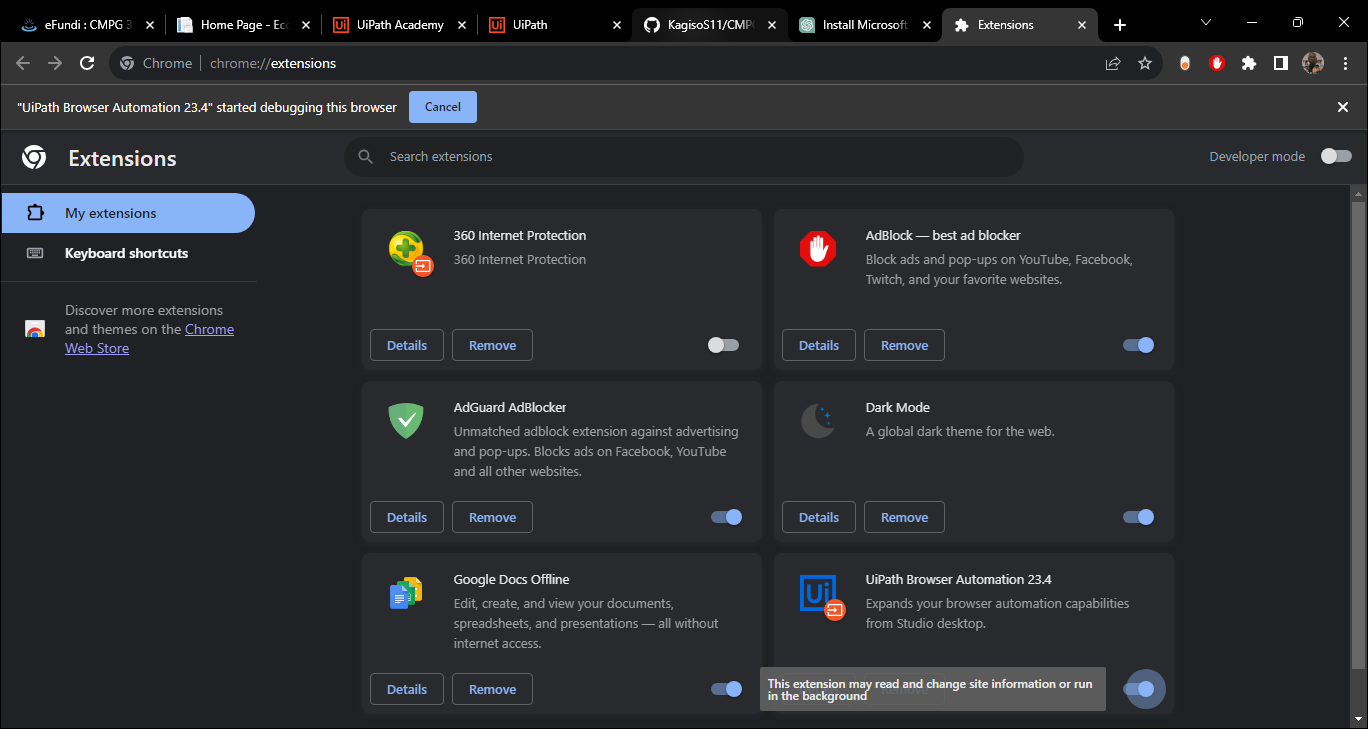 eFundi : CMPG 3
Home Page - Ecc
Ui
UiPath Academy
Ui
UiPath
KagisoS11/CMPG
Install Microsoft
Extensions
Chrome
chrome://extensions
"UiPath Browser Automation 23.4" started debugging this browser
Cancel
Extensions
Search extensions
Developer mode
My extensions
Keyboard shortcuts
Discover more extensions
and themes on the Chrome
Web Store
360 Internet Protection
360 Internet Protection
Details
Remove
AdBlock — best ad blocker
Block ads and pop-ups on YouTube, Facebook,
Twitch, and your favorite websites.
Details
Remove
AdGuard AdBlocker
Unmatched adblock extension against advertising
and pop-ups. Blocks ads on Facebook, YouTube
and all other websites.
Details
Remove
Dark Mode
A global dark theme for the web.
Details
Remove
Google Docs Offline
Edit, create, and view your documents,
spreadsheets, and presentations — all without
internet access.
Details
Remove
Ui
UiPath Browser Automation 23.4
Expands your browser automation capabilities
from Studio desktop.
This extension may read and change site information or run
in the background